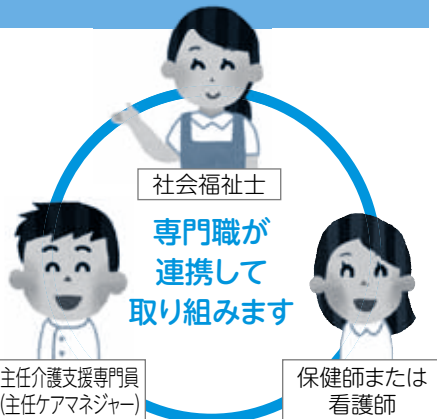 社会福祉士
専門職が
連携して
取り組みます
主任介護支援専門員
(主任ケアマネジャー)
保健師または
看護師